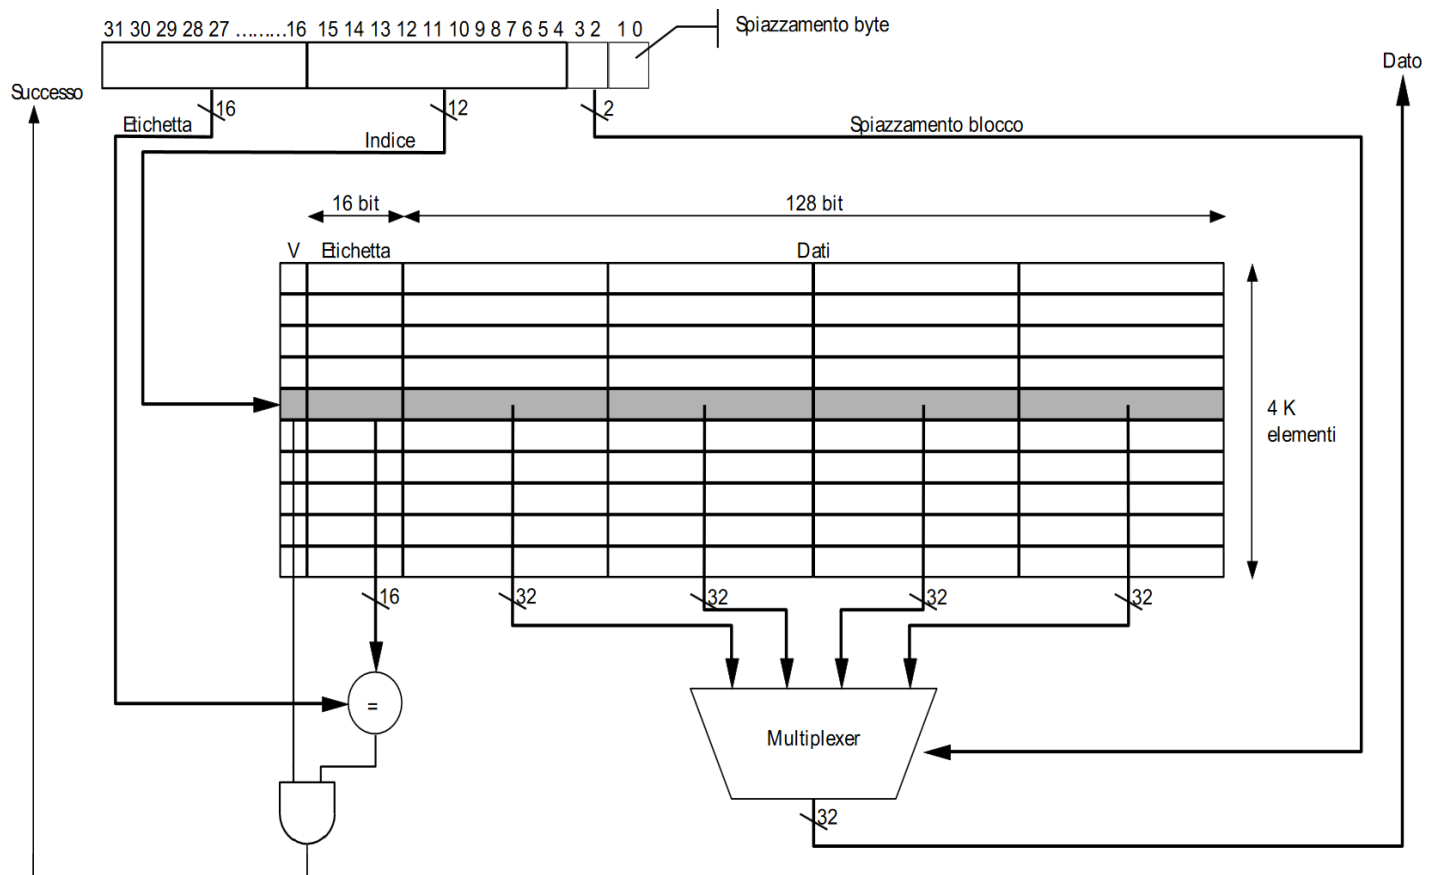 Spiazzamento byte
31 30 29 28 27 .........16 15 14 13 12 11 10 9 8 7 6 5 4 3 2 1 0
Dato
Successo
16
12
2
Etichetta
Indice
Spiazzamento blocco
16 bit
128 bit
V
Etichetta
Dati
4 K
elementi
16
32
32
32
32
=
Multiplexer
32